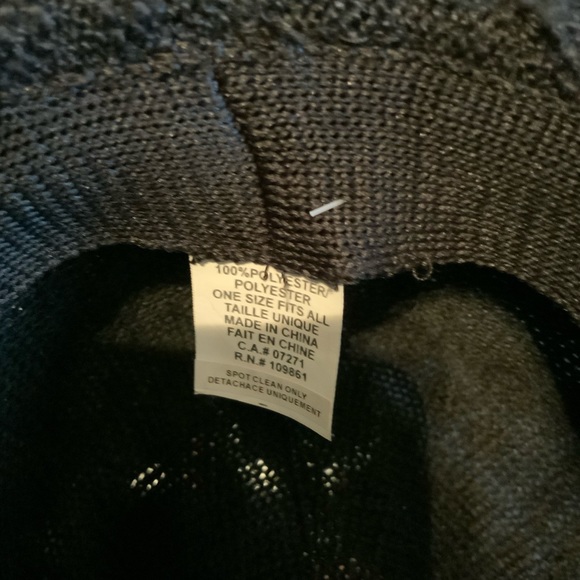 100%POLYESTER/
POLYESTER
ONE SIZE FITS ALL
TAILLE UNIQUE
MADE IN CHINA
FAIT EN CHINE
C.A.# 07271
R.N.# 109861
SPOT CLEAN ONLY
DETACHACE UNIQUEMENT